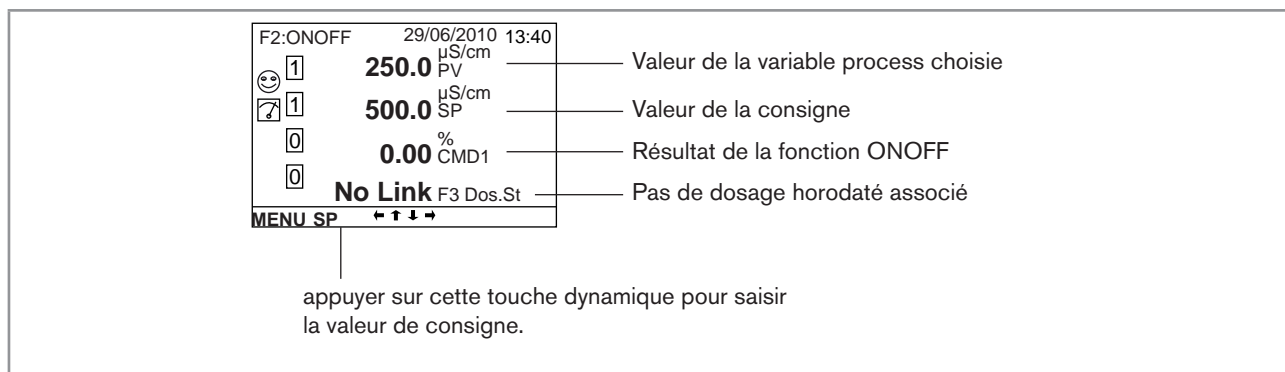 F2:ONOFF 29/06/2010 13:40
1 250.0 µS/cm PV Valeur de la variable process choisie
1 500.0 µS/cm SP Valeur de la consigne
0 0.00 % CMD1 Résultat de la fonction ONOFF
0 No Link F3 Dos.St Pas de dosage horodaté associé
MENU SP
appuyer sur cette touche dynamique pour saisir
la valeur de consigne.